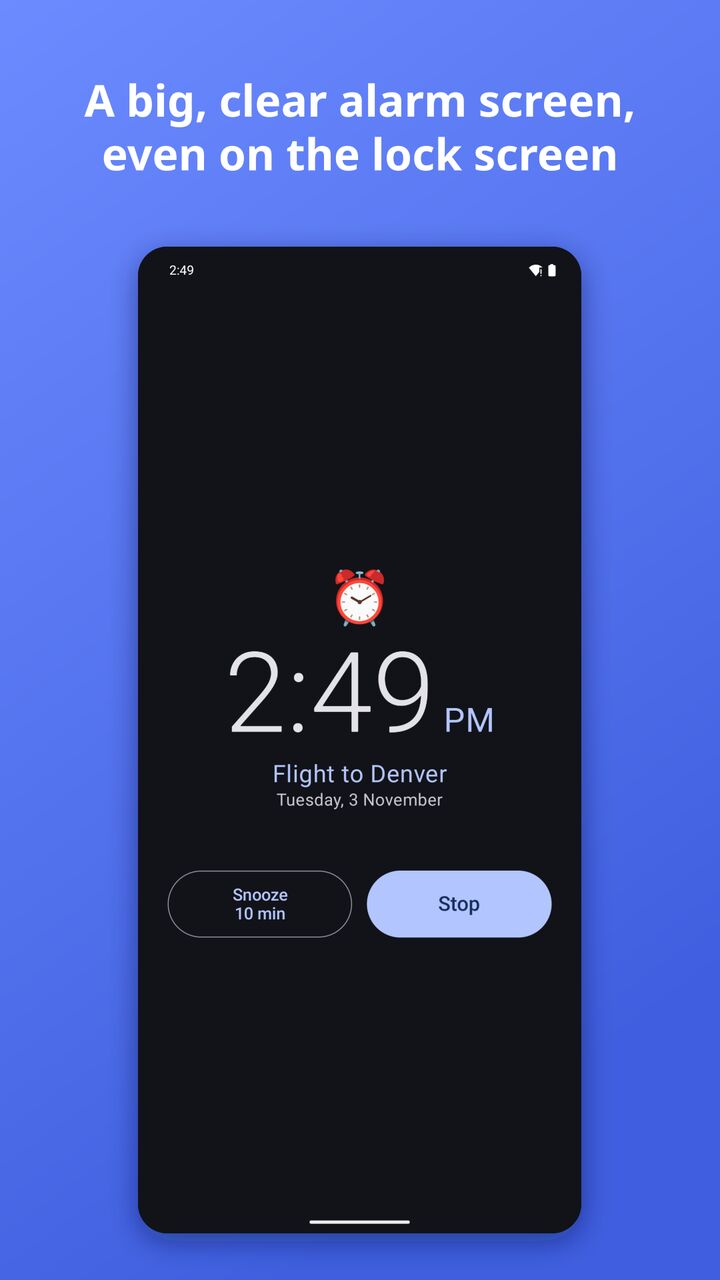 A big, clear alarm screen,
even on the lock screen
2:49
2:49 PM
Flight to Denver
Tuesday, 3 November
Snooze
10 min
Stop